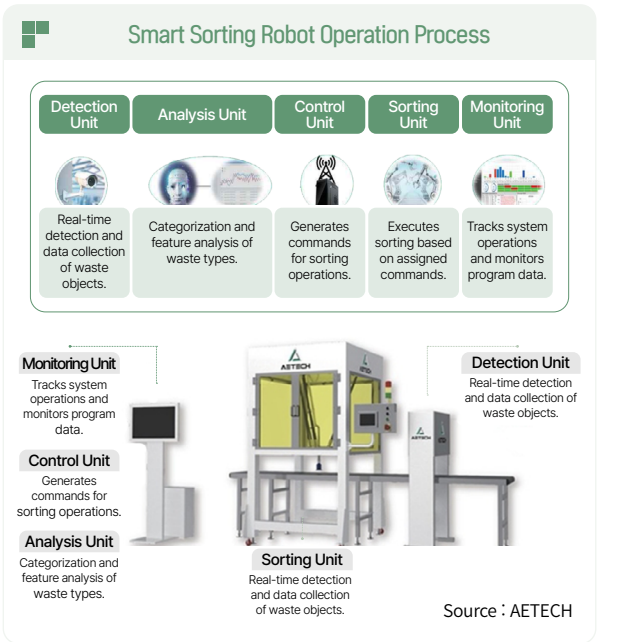 Smart Sorting Robot Operation Process
Detection
Unit
Analysis Unit
Control
Unit
Sorting
Unit
Monitoring
Unit
Real-time
detection and
data collection
of waste
objects.
Categorization and
feature analysis of
waste types.
Generates
commands
for sorting
operations.
Executes
sorting based
on assigned
commands.
Tracks system
operations
and monitors
program data.
Monitoring Unit
Tracks system
operations and
monitors program
data.
Control Unit
Generates
commands for
sorting operations.
Analysis Unit
Categorization and
feature analysis of
waste types.
AETECH
AETECH
Detection Unit
Real-time detection
and data collection of
waste objects.
Sorting Unit
Real-time detection
and data collection
of waste objects.
Source : AETECH